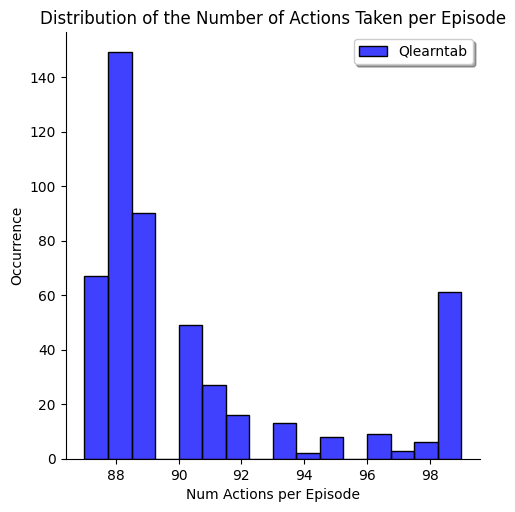 Distribution of the Number of Actions Taken per Episode
Qlearntab
140
120
100
80
60
40
20
0
Occurrence
88 90 92 94 96 98
Num Actions per Episode